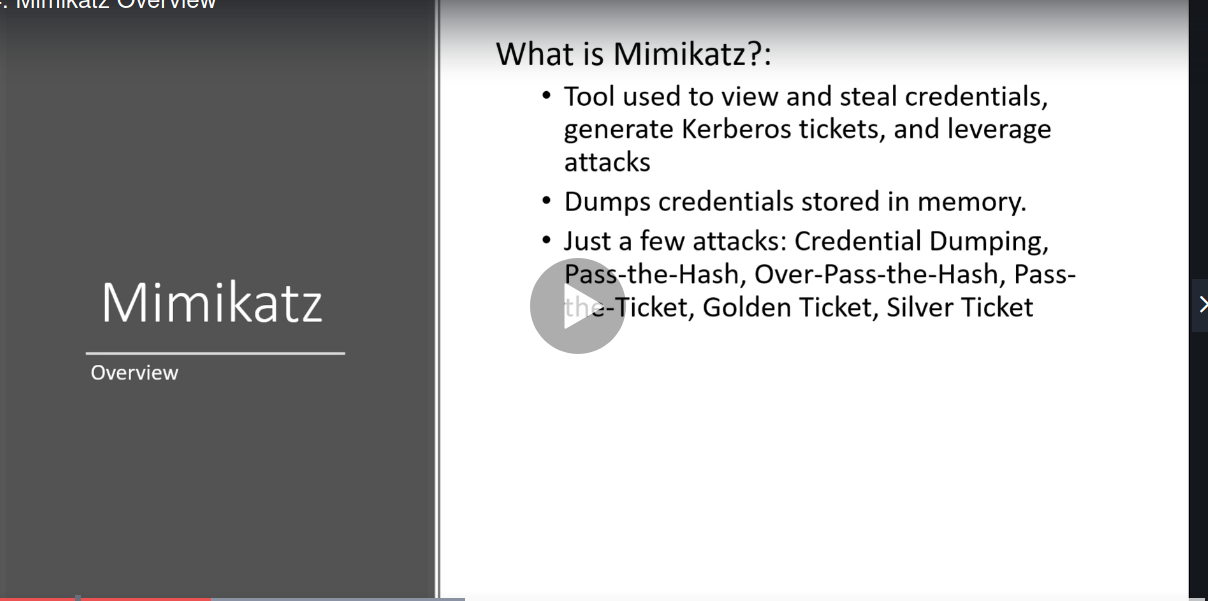 : Mimikatz Overview
What is Mimikatz?:
• Tool used to view and steal credentials,
generate Kerberos tickets, and leverage
attacks
• Dumps credentials stored in memory.
• Just a few attacks: Credential Dumping,
Pass-the-Hash, Over-Pass-the-Hash, Pass-
the-Ticket, Golden Ticket, Silver Ticket
Mimikatz
Overview